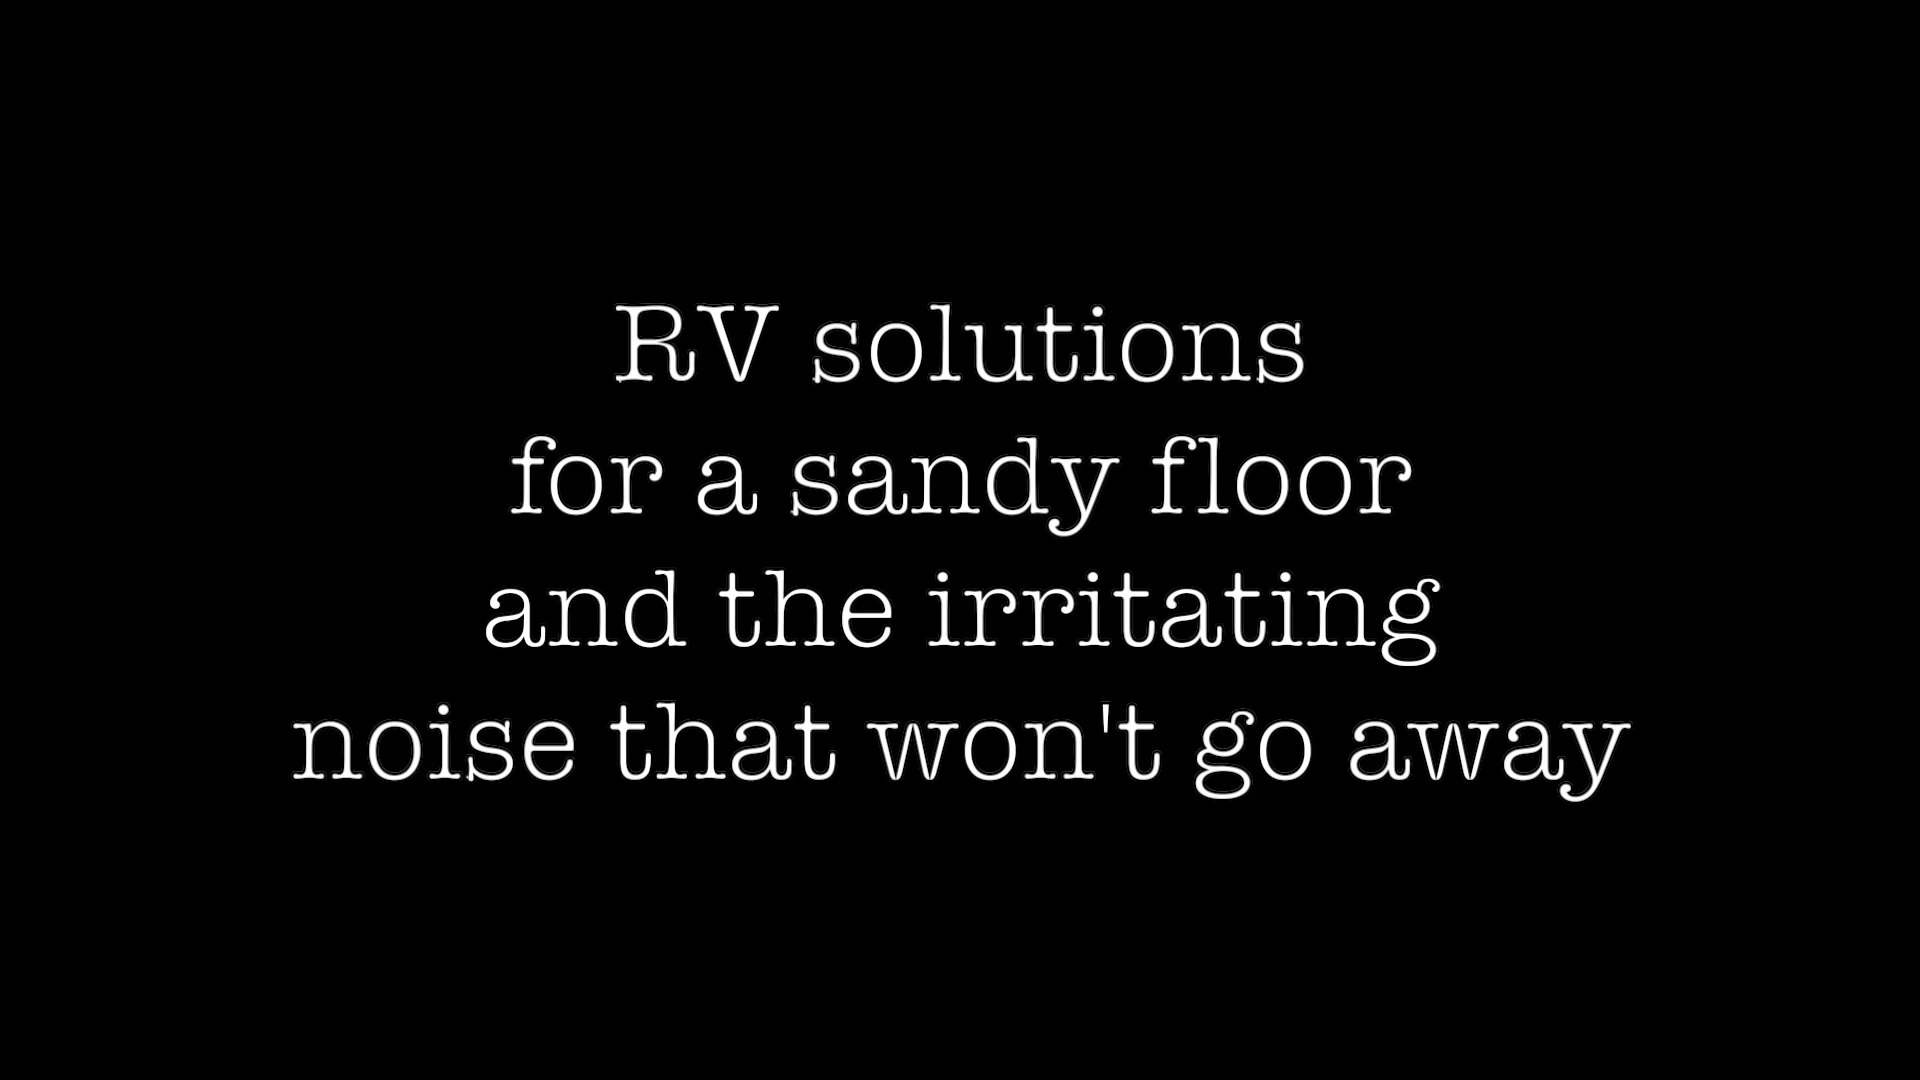 RV solutions
for a sandy floor
and the irritating
noise that won't go away